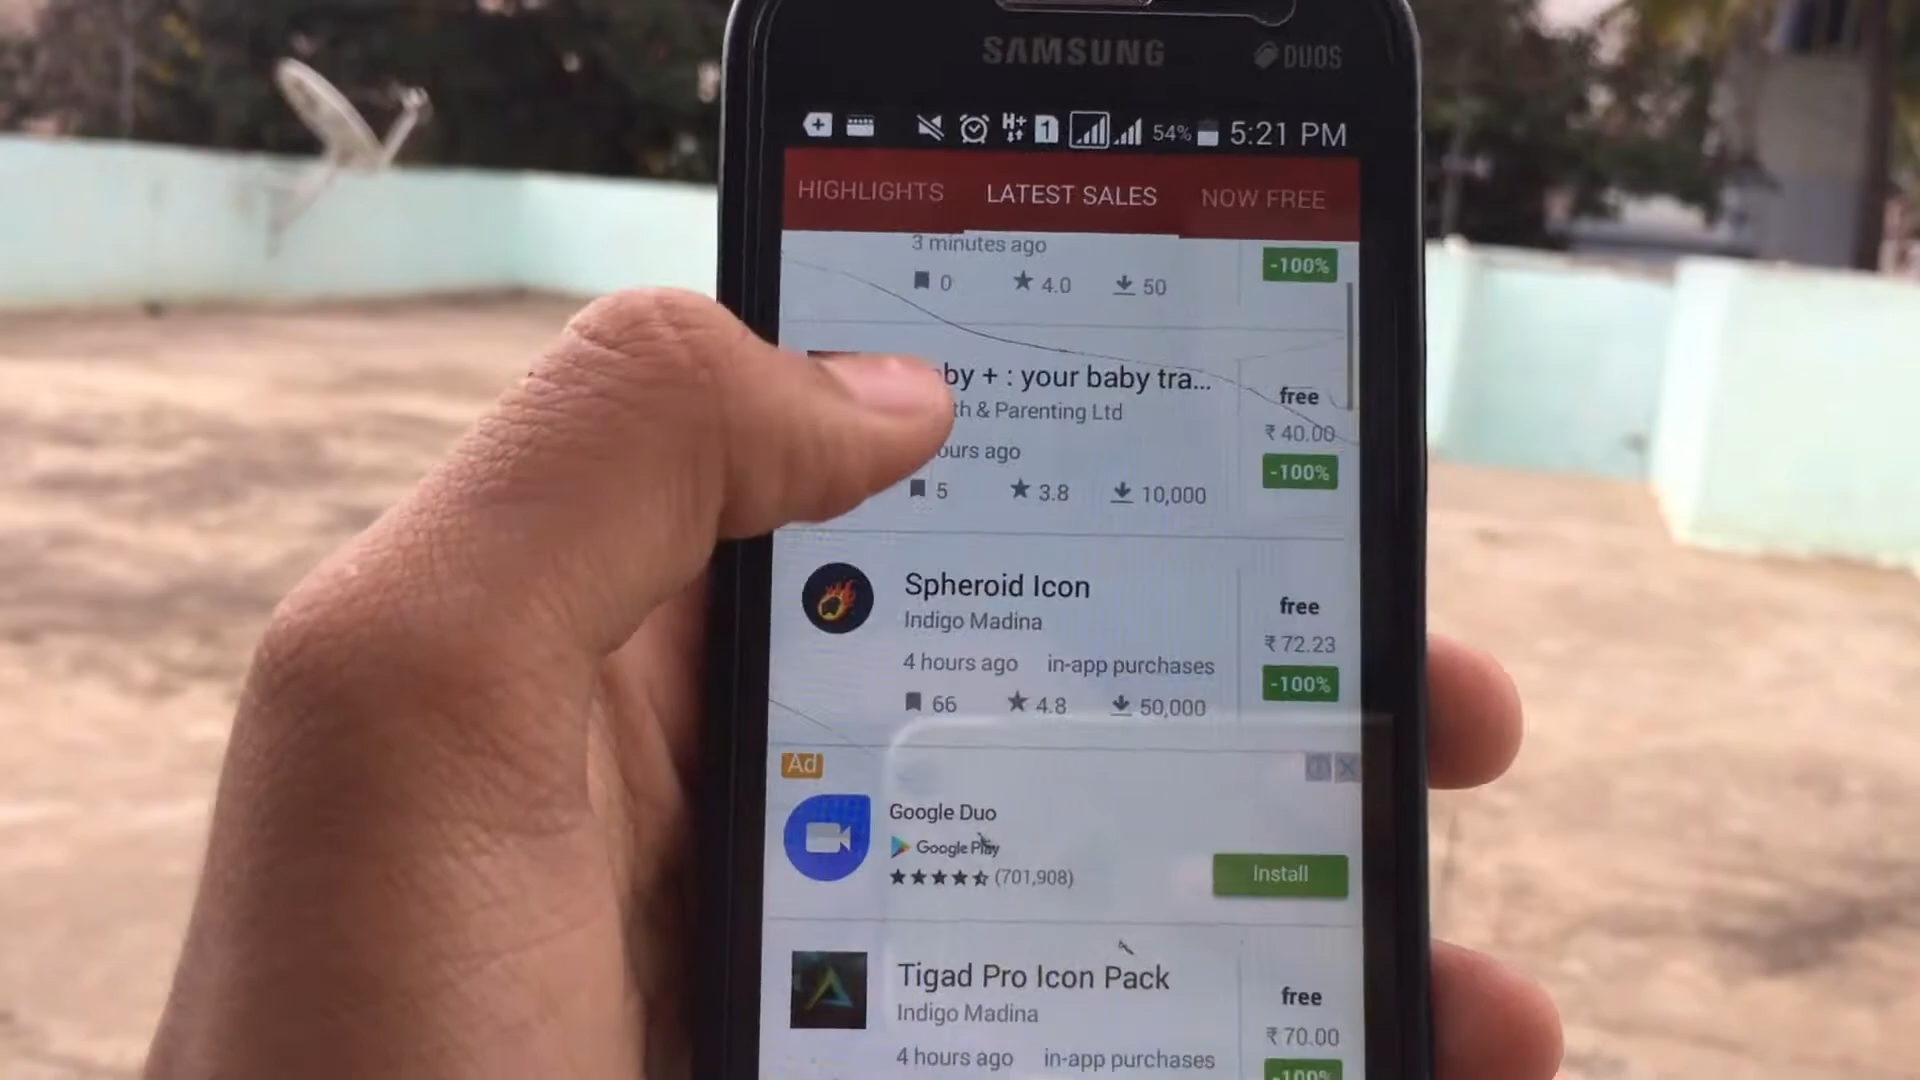 SAMSUNG DUOS
H+ 1 54% 5:21 PM
HIGHLIGHTS LATEST SALES NOW FREE
3 minutes ago
-100%
0 4.0 50
by + : your baby tra...
free
th & Parenting Ltd
₹ 40.00
ours ago
-100%
5 3.8 10,000
Spheroid Icon
free
Indigo Madina
₹ 72.23
4 hours ago in-app purchases
-100%
66 4.8 50,000
Ad
Google Duo
Google Play
Install
(701,908)
Tigad Pro Icon Pack
free
Indigo Madina
₹ 70.00
4 hours ago in-app purchases
-100%